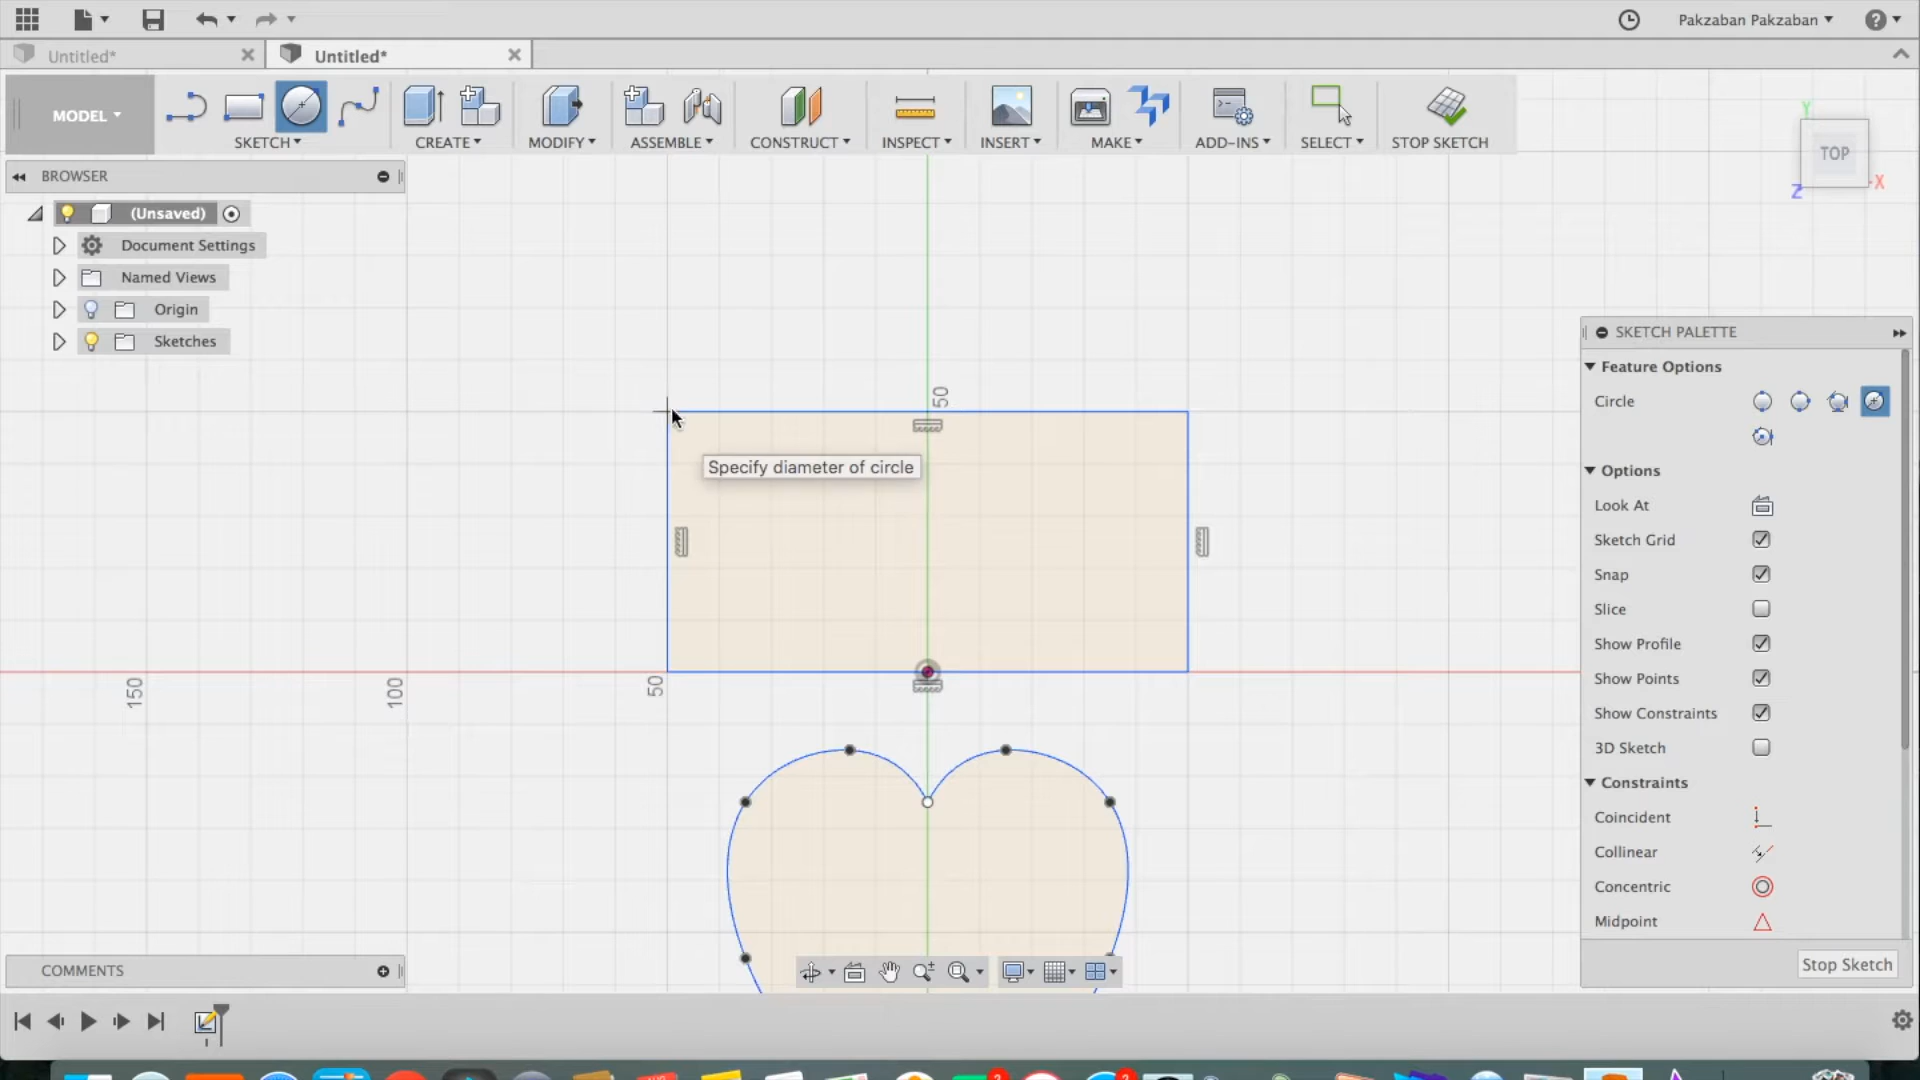 Pakzaban Pakzaban
Untitled*
Untitled*
MODEL
SKETCH
CREATE
MODIFY
ASSEMBLE
CONSTRUCT
INSPECT
INSERT
MAKE
ADD-INS
SELECT
STOP SKETCH
Y
TOP
X
Z
BROWSER
(Unsaved)
Document Settings
Named Views
Origin
Sketches
50
Specify diameter of circle
150
100
50
SKETCH PALETTE
Feature Options
Circle
Options
Look At
Sketch Grid
Snap
Slice
Show Profile
Show Points
Show Constraints
3D Sketch
Constraints
Coincident
Collinear
Concentric
Midpoint
Stop Sketch
COMMENTS